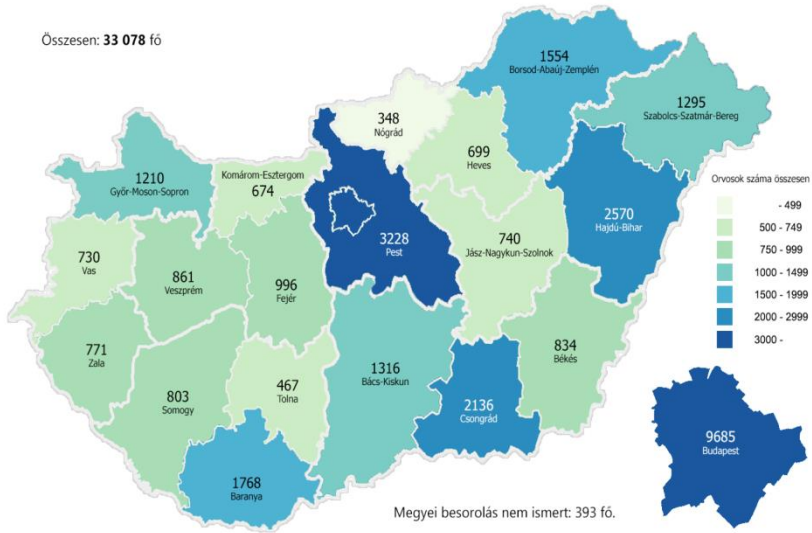 Összesen: 33 078 fő
1554
Borsod-Abaúj-Zemplén
1295
Szabolcs-Szatmár-Bereg
348
Nógrád
699
Heves
1210
Győr-Moson-Sopron
Komárom-Esztergom
674
2570
Hajdú-Bihar
3228
Pest
740
Jász-Nagykun-Szolnok
730
Vas
861
Veszprém
996
Fejér
771
Zala
803
Somogy
467
Tolna
1316
Bács-Kiskun
2136
Csongrád
834
Békés
1768
Baranya
Orvosok száma összesen
- 499
500 - 749
750 - 999
1000 - 1499
1500 - 1999
2000 - 2999
3000 -
9685
Budapest
Megyei besorolás nem ismert: 393 fő.